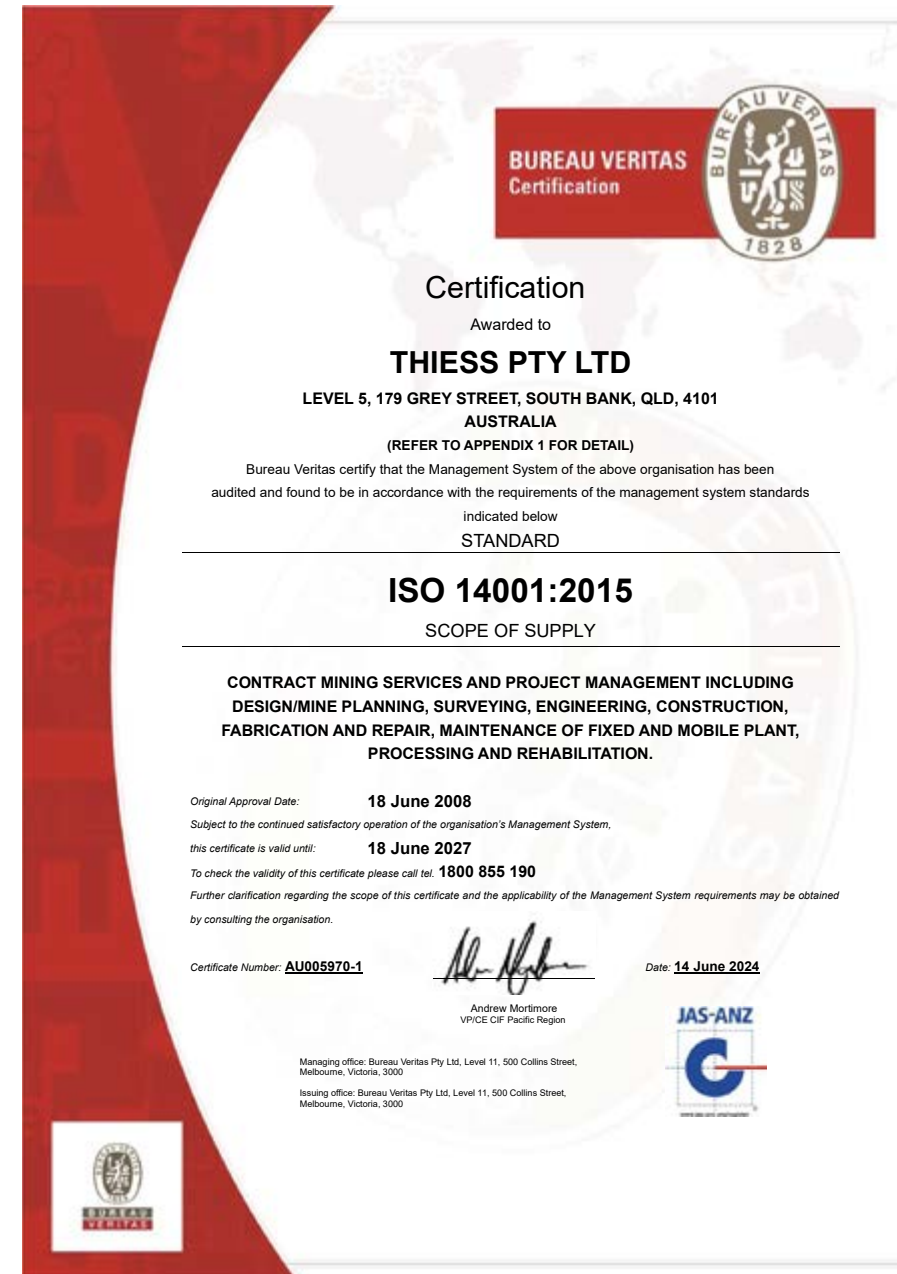 BUREAU VERITAS
Certification
BUREAU VERITAS
1828
Certification
Awarded to
THIESS PTY LTD
LEVEL 5, 179 GREY STREET, SOUTH BANK, QLD, 4101
AUSTRALIA
(REFER TO APPENDIX 1 FOR DETAIL)
Bureau Veritas certify that the Management System of the above organisation has been
audited and found to be in accordance with the requirements of the management system standards
indicated below
STANDARD
ISO 14001:2015
SCOPE OF SUPPLY
CONTRACT MINING SERVICES AND PROJECT MANAGEMENT INCLUDING
DESIGN/MINE PLANNING, SURVEYING, ENGINEERING, CONSTRUCTION,
FABRICATION AND REPAIR, MAINTENANCE OF FIXED AND MOBILE PLANT,
PROCESSING AND REHABILITATION.
Original Approval Date: 18 June 2008
Subject to the continued satisfactory operation of the organisation's Management System,
this certificate is valid until: 18 June 2027
To check the validity of this certificate please call tel. 1800 855 190
Further clarification regarding the scope of this certificate and the applicability of the Management System requirements may be obtained
by consulting the organisation.
Certificate Number: AU005970-1
Date: 14 June 2024
Andrew Mortimore
VP/CE CIF Pacific Region
JAS-ANZ
Managing office: Bureau Veritas Pty Ltd, Level 11, 500 Collins Street,
Melbourne, Victoria, 3000
Issuing office: Bureau Veritas Pty Ltd, Level 11, 500 Collins Street,
Melbourne, Victoria, 3000
BUREAU
VERITAS